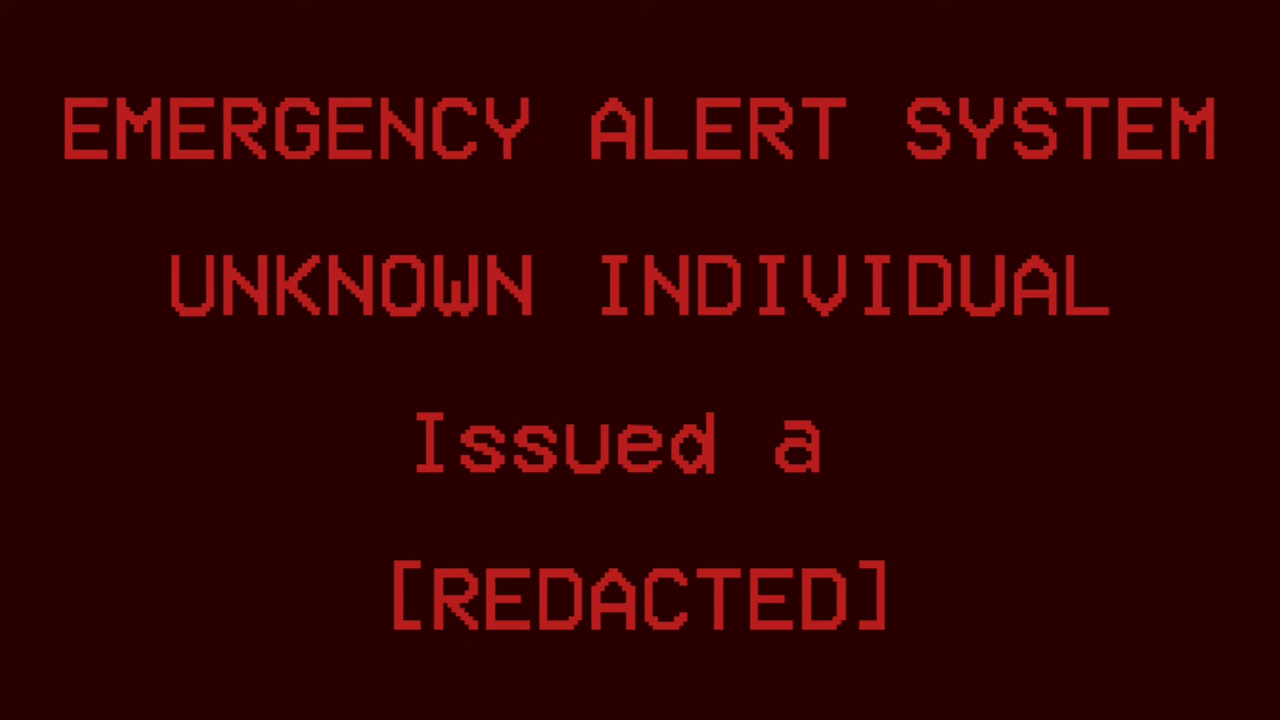 EMERGENCY ALERT SYSTEM
UNKNOWN INDIVIDUAL
Issued a
[REDACTED]